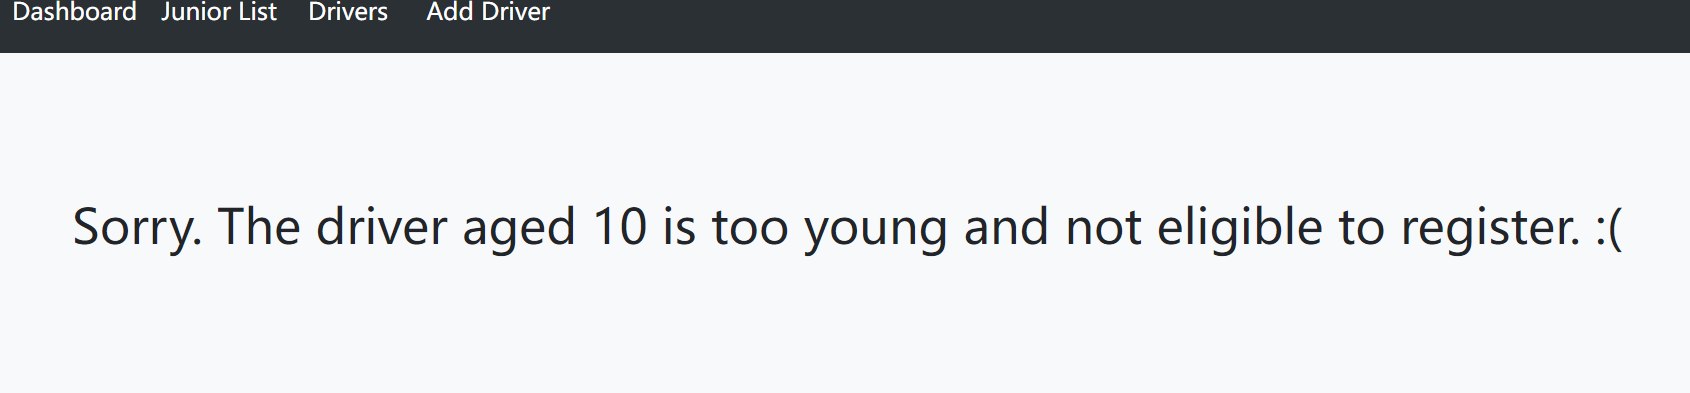 Dashboard Junior List Drivers Add Driver
Sorry. The driver aged 10 is too young and not eligible to register. :(